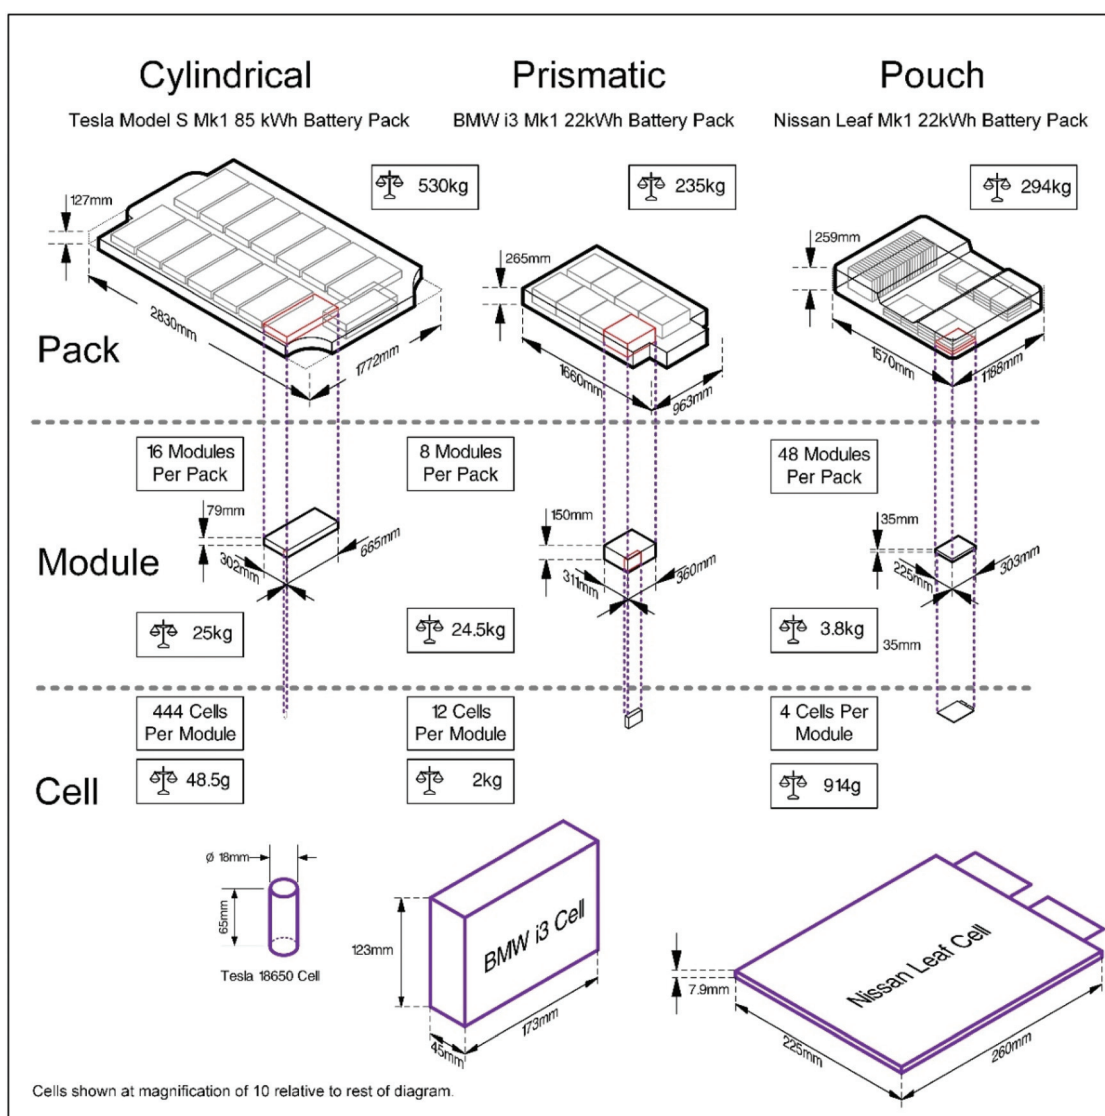 Cylindrical
Prismatic
Pouch
Tesla Model S Mk1 85 kWh Battery Pack
BMW i3 Mk1 22kWh Battery Pack
Nissan Leaf Mk1 22kWh Battery Pack
530kg
235kg
294kg
127mm
2830mm
1772mm
265mm
1660mm
963mm
259mm
1570mm
1188mm
Pack
16 Modules
Per Pack
8 Modules
Per Pack
48 Modules
Per Pack
79mm
302mm
665mm
150mm
311mm
360mm
35mm
225mm
303mm
Module
25kg
24.5kg
3.8kg
35mm
444 Cells
Per Module
12 Cells
Per Module
4 Cells Per
Module
48.5g
2kg
914g
Cell
Ø 18mm
65mm
Tesla 18650 Cell
123mm
BMW i3 Cell
45mm
173mm
7.9mm
Nissan Leaf Cell
225mm
260mm
Cells shown at magnification of 10 relative to rest of diagram.